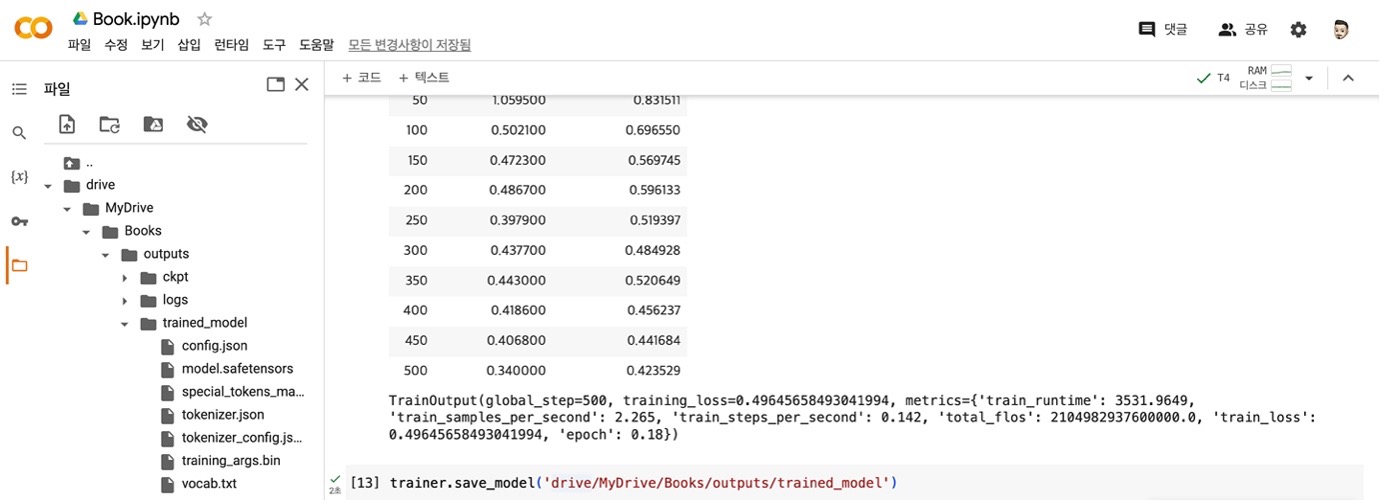 Book.ipynb
파일 수정 보기 삽입 런타임 도구 도움말 모든 변경사항이 저장됨
댓글 공유
파일
+ 코드 + 텍스트
T4 RAM
디스크
{x}
..
drive
MyDrive
Books
outputs
ckpt
logs
trained_model
config.json
model.safetensors
special_tokens_ma...
tokenizer.json
tokenizer_config.js...
training_args.bin
vocab.txt
50 1.059500 0.831511
100 0.502100 0.696550
150 0.472300 0.569745
200 0.486700 0.596133
250 0.397900 0.519397
300 0.437700 0.484928
350 0.443000 0.520649
400 0.418600 0.456237
450 0.406800 0.441684
500 0.340000 0.423529
TrainOutput(global_step=500, training_loss=0.49645658493041994, metrics={'train_runtime': 3531.9649,
'train_samples_per_second': 2.265, 'train_steps_per_second': 0.142, 'total_flos': 2104982937600000.0, 'train_loss':
0.49645658493041994, 'epoch': 0.18})
2초
[13] trainer.save_model('drive/MyDrive/Books/outputs/trained_model')